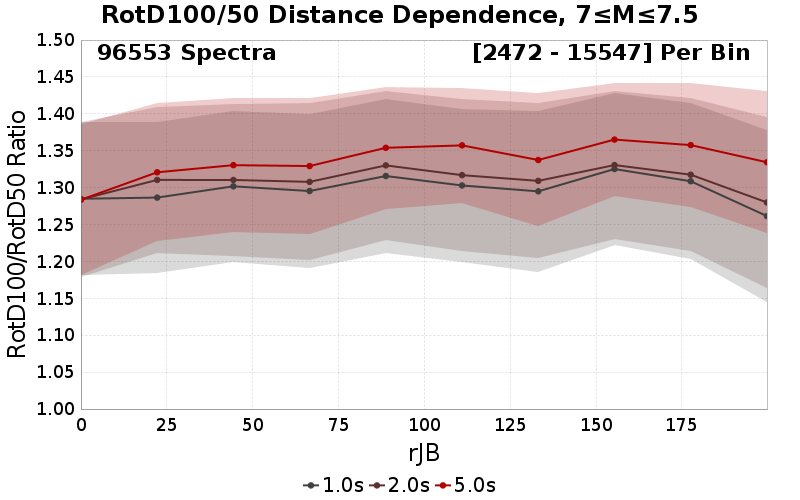 RotD100/50 Distance Dependence, 7≤M≤7.5
96553 Spectra
[2472 - 15547] Per Bin
RotD100/RotD50 Ratio
1.50
1.45
1.40
1.35
1.30
1.25
1.20
1.15
1.10
1.05
1.00
0 25 50 75 100 125 150 175
rJB
1.0s 2.0s 5.0s